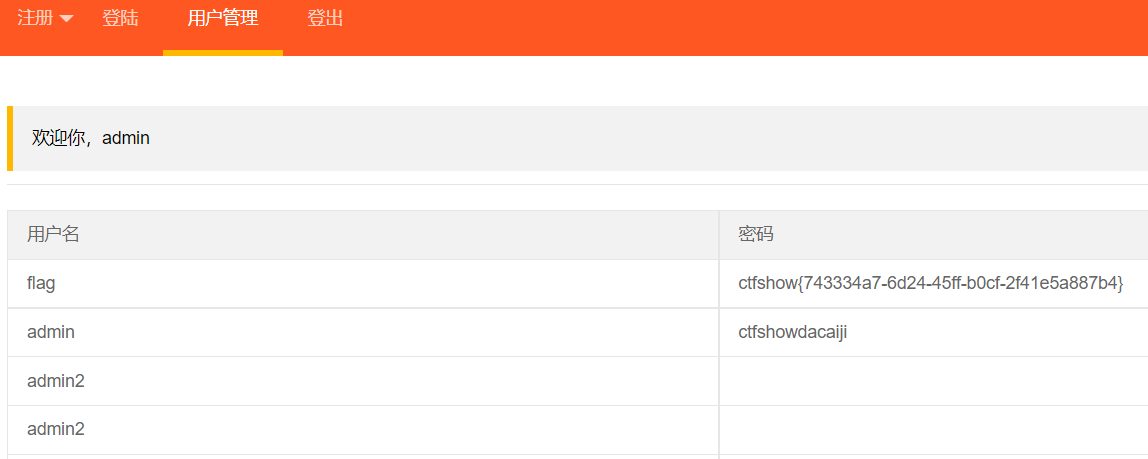 注册 登陆 用户管理 登出
欢迎你，admin
用户名 密码
flag ctfshow{743334a7-6d24-45ff-b0cf-2f41e5a887b4}
admin ctfshowdacaiji
admin2
admin2